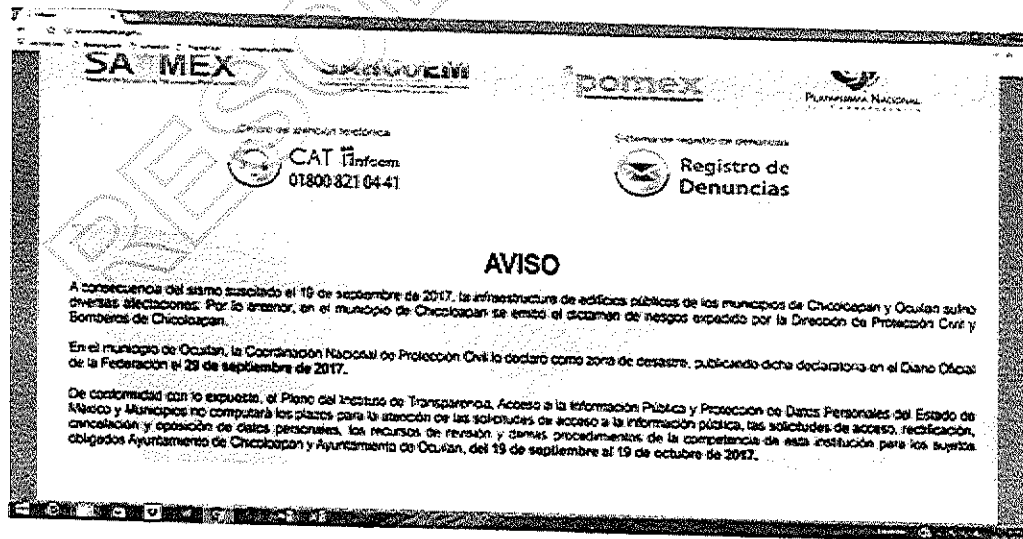 SA MEX
ipomex
PLATAFORMA NACIONAL
Centro de atención telefónica
CAT infoem
01800 821 04 41
Sistema de registro de denuncias
Registro de
Denuncias
AVISO
A consecuencia del sismo suscitado el 19 de septiembre de 2017, la infraestructura de edificios públicos de los municipios de Chicoloapan y Ocuilan sufrió
diversas afectaciones. Por lo anterior, en el municipio de Chicoloapan se emitió el dictamen de riesgos expedido por la Dirección de Protección Civil y
Bomberos de Chicoloapan.
En el municipio de Ocuilan, la Coordinación Nacional de Protección Civil lo declaró como zona de desastre, publicando dicha declaratoria en el Diario Oficial
de la Federación el 29 de septiembre de 2017.
De conformidad con lo expuesto, el Pleno del Instituto de Transparencia, Acceso a la Información Pública y Protección de Datos Personales del Estado de
México y Municipios no computará los plazos para la atención de las solicitudes de acceso a la información pública, las solicitudes de acceso, rectificación,
cancelación y oposición de datos personales, los recursos de revisión y demás procedimientos de la competencia de esta institución para los sujetos
obligados Ayuntamiento de Chicoloapan y Ayuntamiento de Ocuilan, del 19 de septiembre al 19 de octubre de 2017.